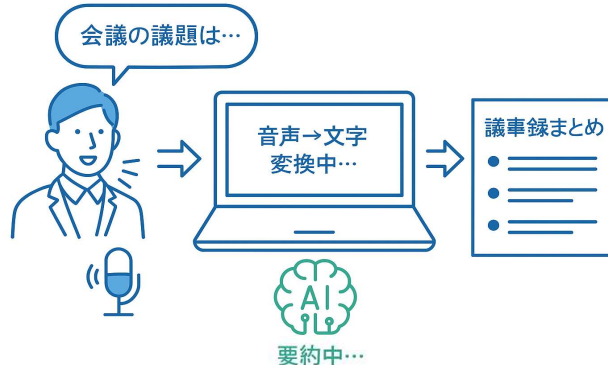 会議の議題は…
音声→文字
変換中…
議事録まとめ
AI
要約中…